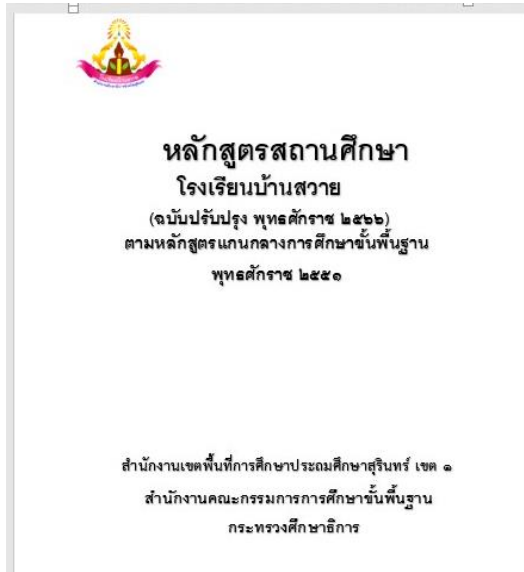 หลักสูตรสถานศึกษา
โรงเรียนบ้านสวาย
(ฉบับปรับปรุง พุทธศักราช ๒๕๖๖)
ตามหลักสูตรแกนกลางการศึกษาขั้นพื้นฐาน
พุทธศักราช ๒๕๕๑
สำนักงานเขตพื้นที่การศึกษาประถมศึกษาสุรินทร์ เขต ๑
สำนักงานคณะกรรมการการศึกษาขั้นพื้นฐาน
กระทรวงศึกษาธิการ